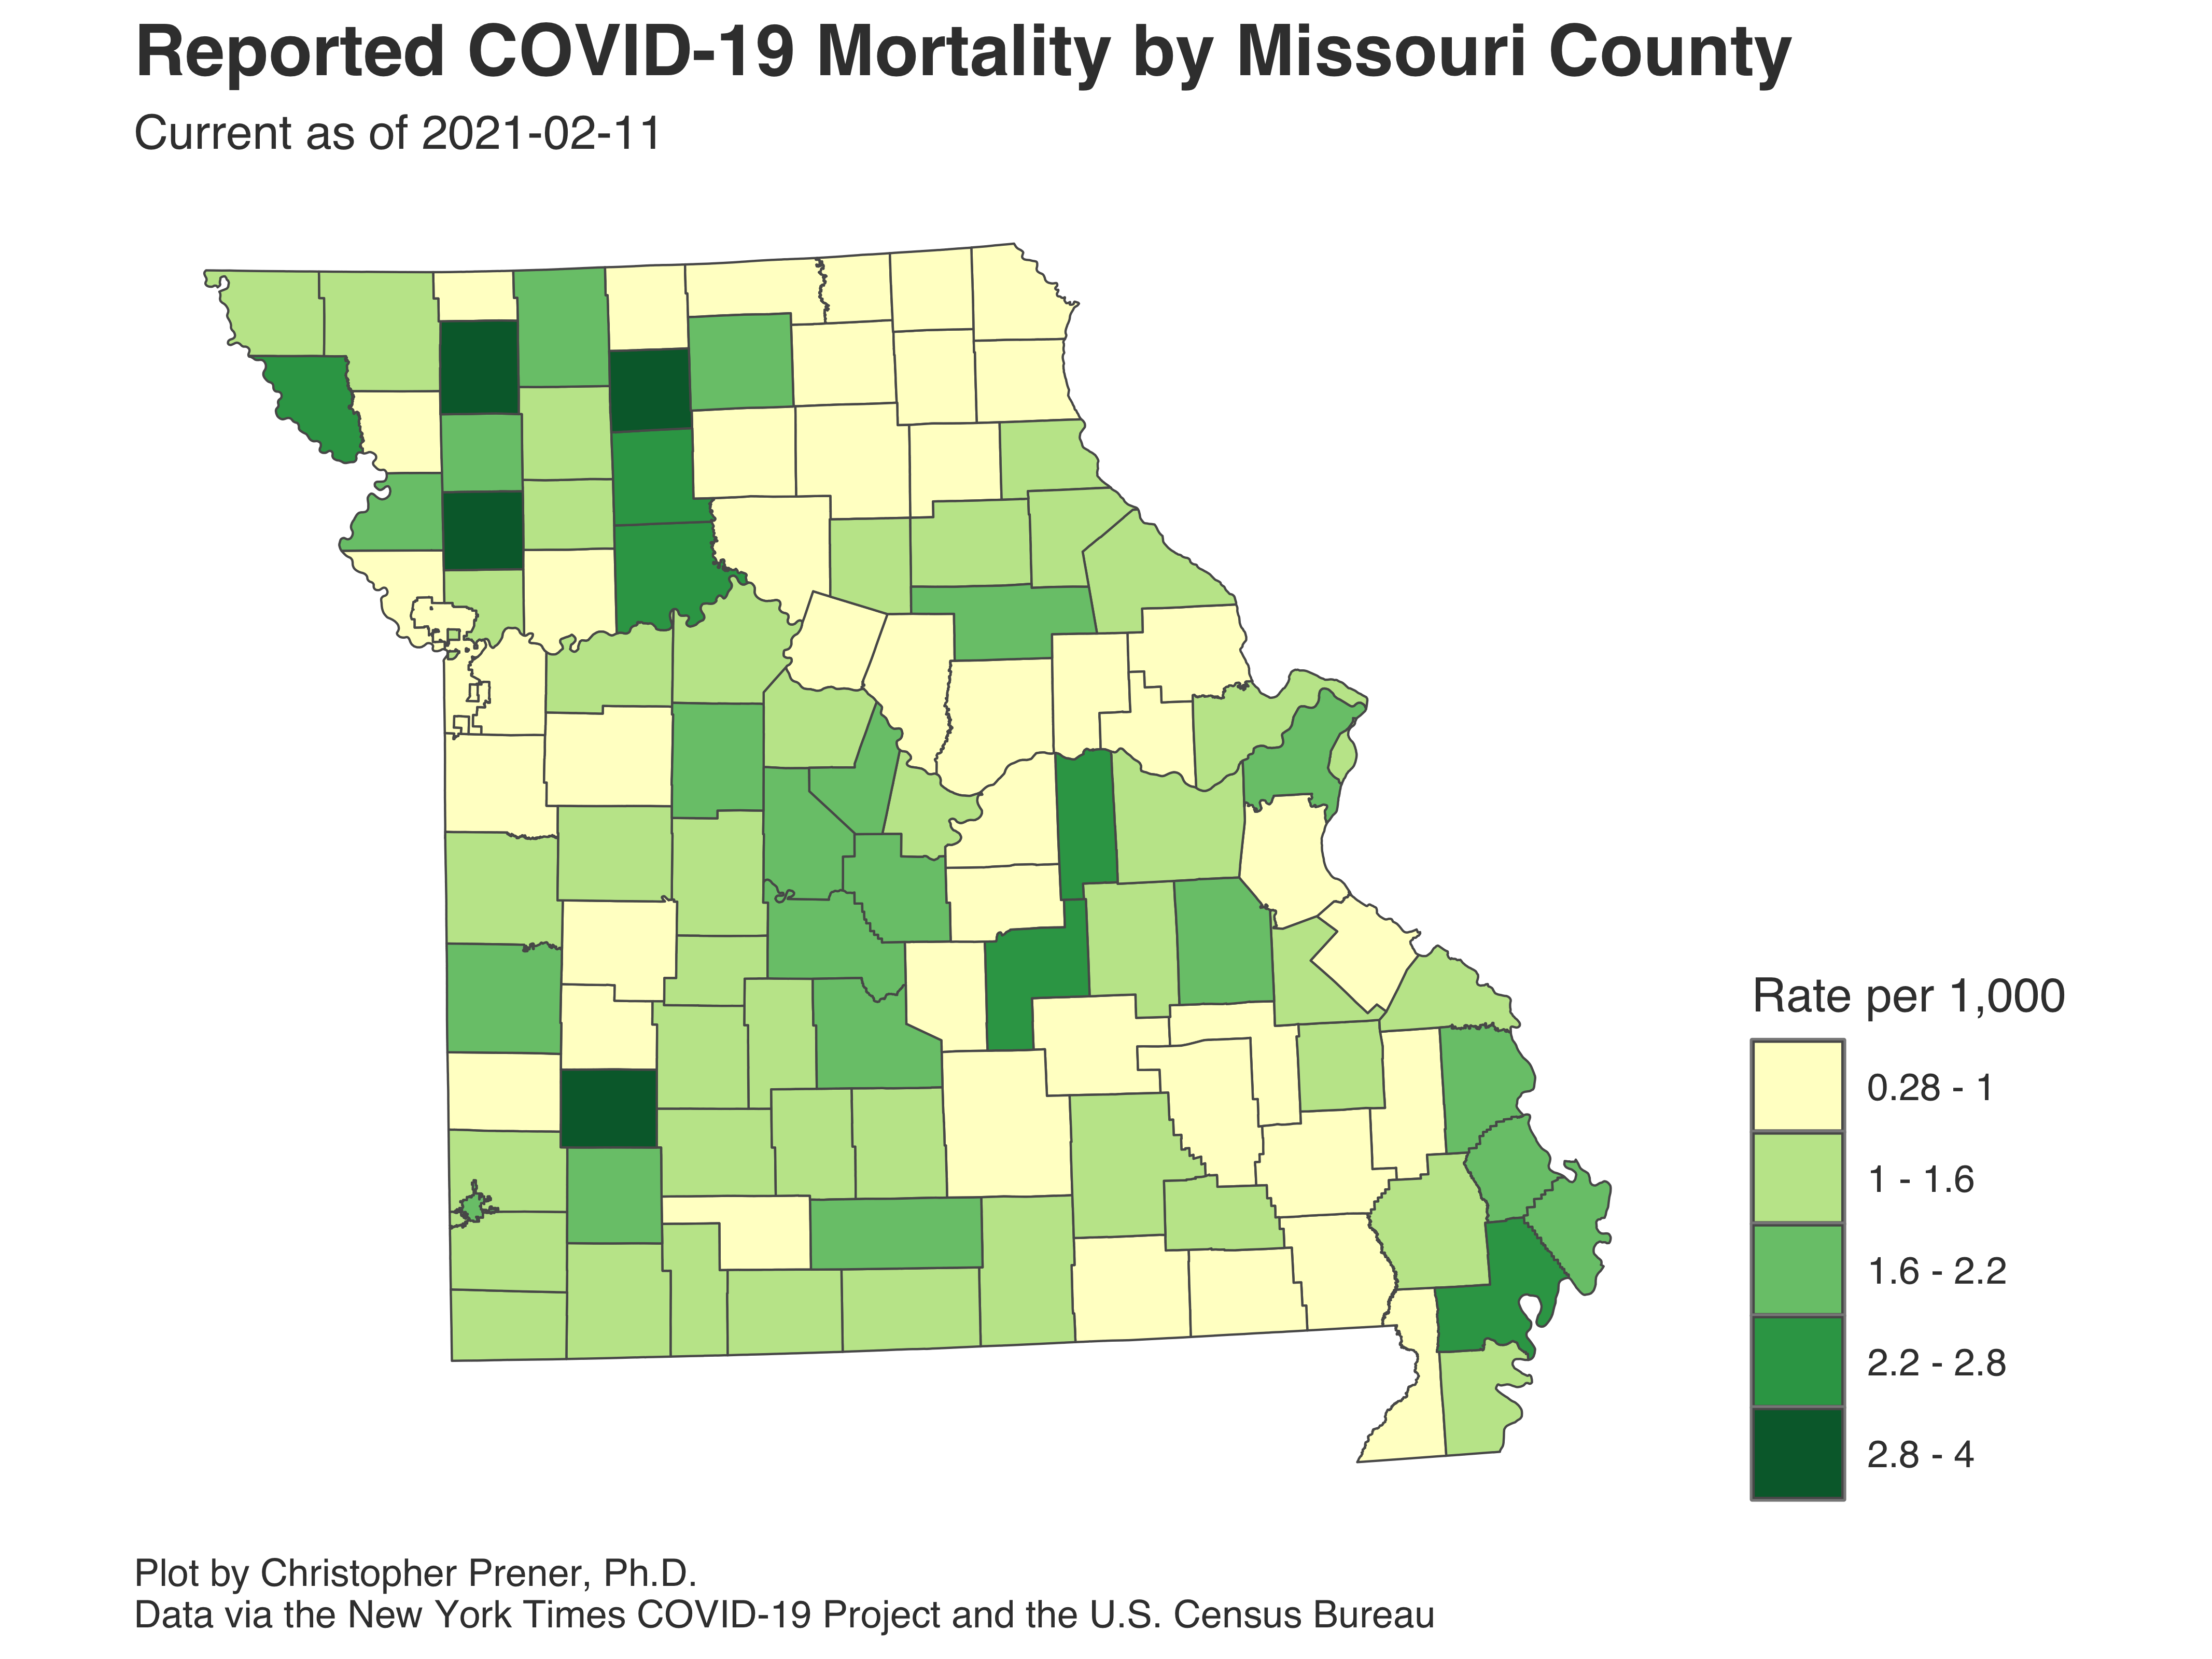 Reported COVID-19 Mortality by Missouri County
Current as of 2021-02-11
Rate per 1,000
0.28 - 1
1 - 1.6
1.6 - 2.2
2.2 - 2.8
2.8 - 4
Plot by Christopher Prener, Ph.D.
Data via the New York Times COVID-19 Project and the U.S. Census Bureau